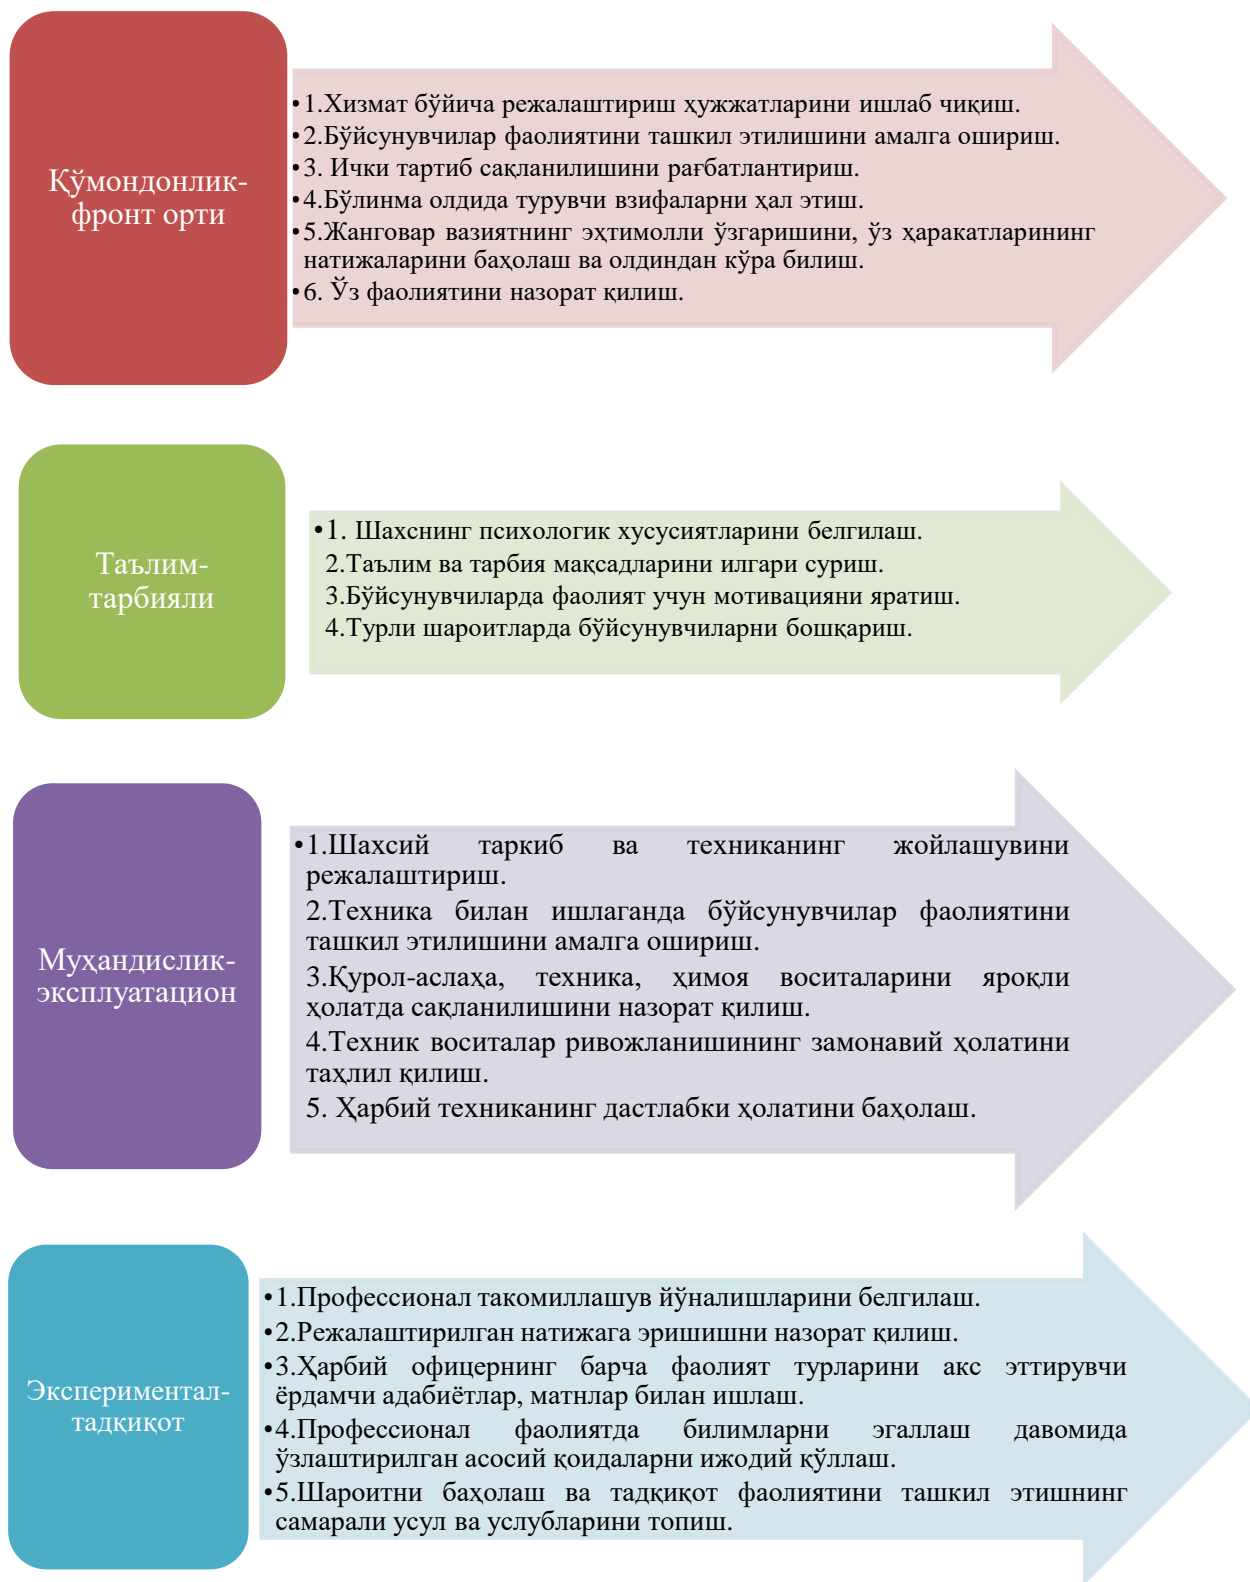 Қўмондонлик-
фронт орти
•1.Хизмат бўйича режалаштириш ҳужжатларини ишлаб чиқиш.
•2.Бўйсунувчилар фаолиятини ташкил этилишини амалга ошириш.
•3. Ички тартиб сақланилишини рағбатлантириш.
•4.Бўлинма олдида турувчи взифаларни ҳал этиш.
•5.Жанговар вазиятнинг эҳтимолли ўзгаришини, ўз ҳаракатларининг
натижаларини баҳолаш ва олдиндан кўра билиш.
•6. Ўз фаолиятини назорат қилиш.
Таълим-
тарбияли
•1. Шахснинг психологик хусусиятларини белгилаш.
2.Таълим ва тарбия мақсадларини илгари суриш.
3.Бўйсунувчиларда фаолият учун мотивацияни яратиш.
4.Турли шароитларда бўйсунувчиларни бошқариш.
Муҳандислик-
эксплуатацион
•1.Шахсий таркиб ва техниканинг жойлашувини
режалаштириш.
2.Техника билан ишлаганда бўйсунувчилар фаолиятини
ташкил этилишини амалга ошириш.
3.Қурол-аслаҳа, техника, ҳимоя воситаларини яроқли
ҳолатда сақланилишини назорат қилиш.
4.Техник воситалар ривожланишининг замонавий ҳолатини
таҳлил қилиш.
5. Ҳарбий техниканинг дастлабки ҳолатини баҳолаш.
Экспериментал-
тадқиқот
•1.Профессионал такомиллашув йўналишларини белгилаш.
•2.Режалаштирилган натижага эришишни назорат қилиш.
•3.Ҳарбий офицернинг барча фаолият турларини акс эттирувчи
ёрдамчи адабиётлар, матнлар билан ишлаш.
•4.Профессионал фаолиятда билимларни эгаллаш давомида
ўзлаштирилган асосий қоидаларни ижодий қўллаш.
•5.Шароитни баҳолаш ва тадқиқот фаолиятини ташкил этишнинг
самарали усул ва услубларини топиш.